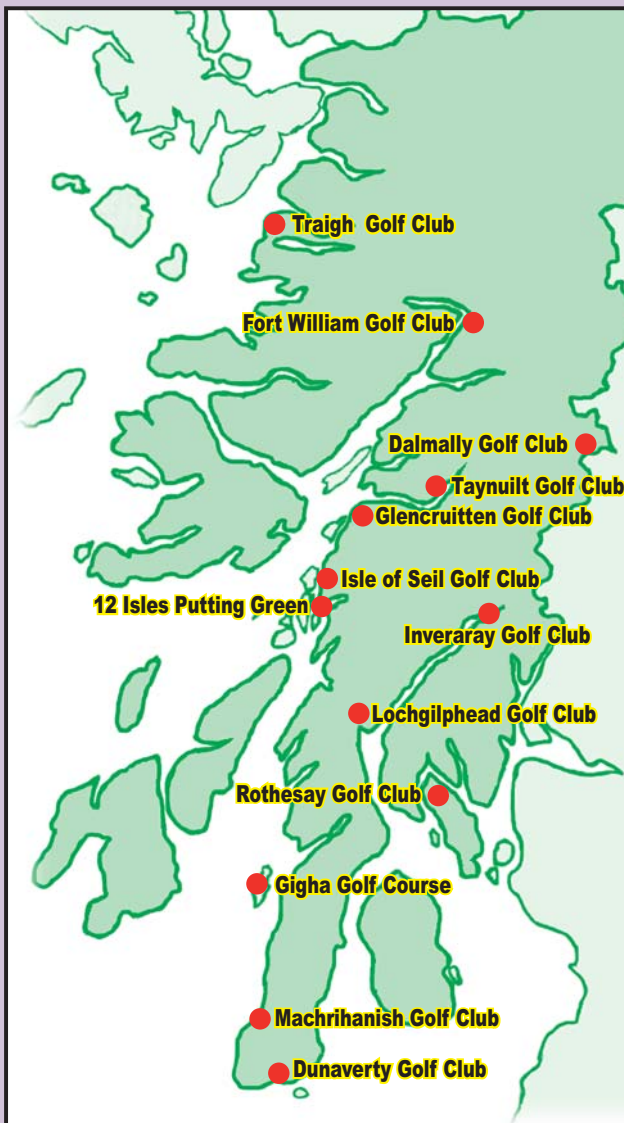 Traigh Golf Club
Fort William Golf Club
Dalmally Golf Club
Taynuilt Golf Club
Glencruitten Golf Club
Isle of Seil Golf Club
12 Isles Putting Green
Inveraray Golf Club
Lochgilphead Golf Club
Rothesay Golf Club
Gigha Golf Course
Machrihanish Golf Club
Dunaverty Golf Club